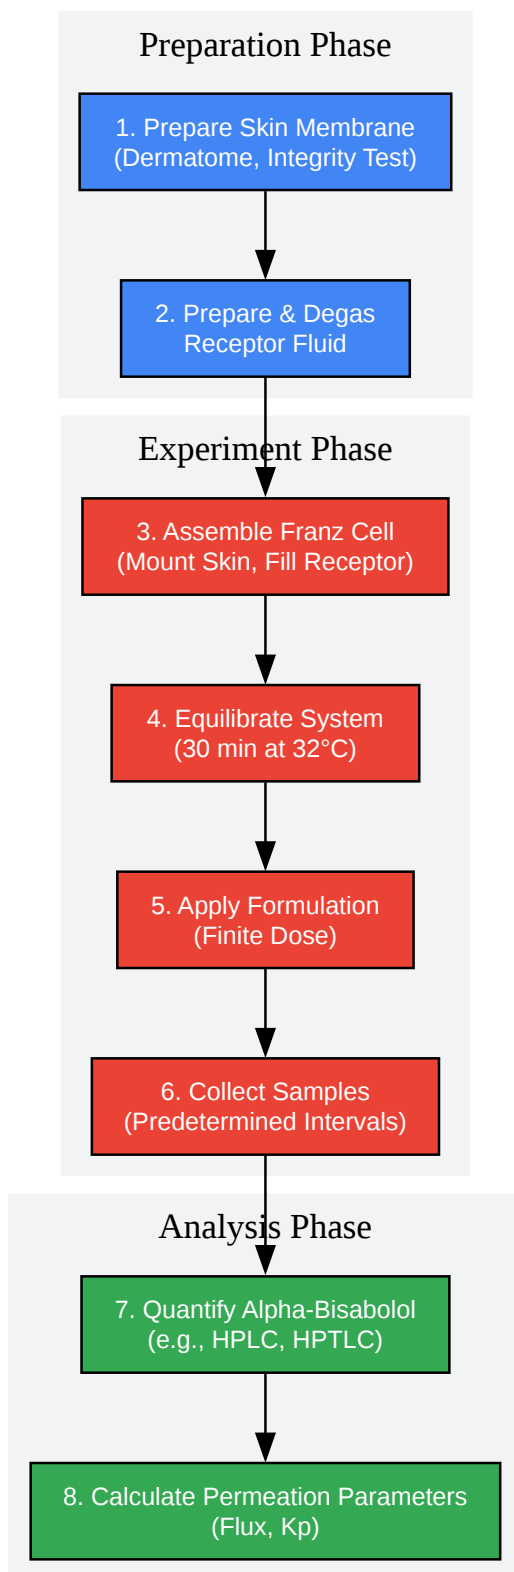 Preparation Phase
1. Prepare Skin Membrane
(Dermatome, Integrity Test)
2. Prepare & Degas
Receptor Fluid
Experiment Phase
3. Assemble Franz Cell
(Mount Skin, Fill Receptor)
4. Equilibrate System
(30 min at 32°C)
5. Apply Formulation
(Finite Dose)
6. Collect Samples
(Predetermined Intervals)
Analysis Phase
7. Quantify Alpha-Bisabolol
(e.g., HPLC, HPTLC)
8. Calculate Permeation Parameters
(Flux, Kp)